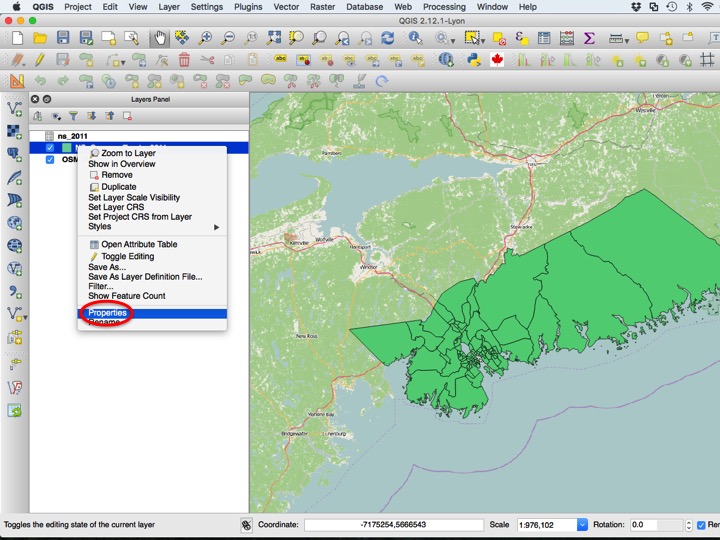 QGIS Project Edit View Layer Settings Plugins Vector Raster Database Web Processing Window Help
QGIS 2.12.1-Lyon
Layers Panel
ns_2011
OSM
Zoom to Layer
Show in Overview
Remove
Duplicate
Set Layer Scale Visibility
Set Layer CRS
Set Project CRS from Layer
Styles
Open Attribute Table
Toggle Editing
Save As...
Save As Layer Definition File...
Filter...
Show Feature Count
Properties
Rename
Stewiacke
Kentville
Wolfville
Hantsport
Windsor
New Ross
Mahone Bay
Bridgewater
Lunenburg
Toggles the editing state of the current layer
Coordinate: -7175254,5666543
Scale 1:976,102
Rotation: 0.0
Ren